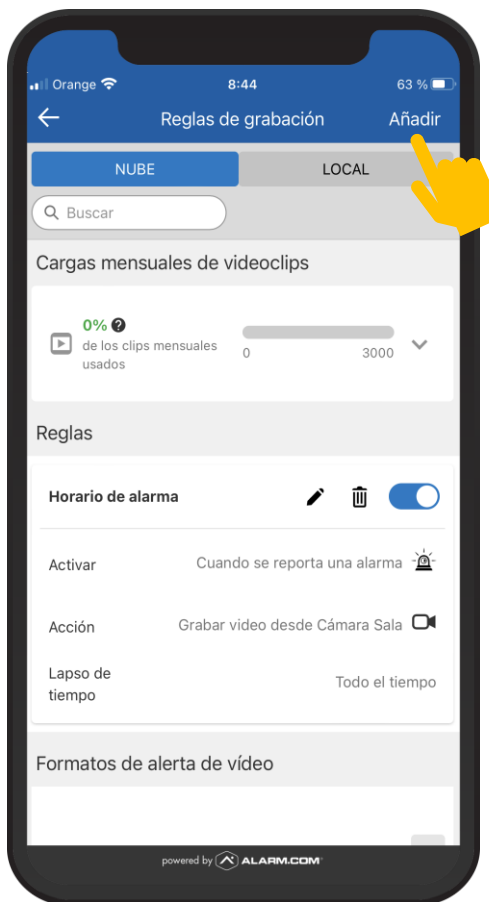 Orange 8:44 63 %
Reglas de grabación Añadir
NUBE LOCAL
Buscar
Cargas mensuales de videoclips
0% ?
de los clips mensuales
usados
0 3000
Reglas
Horario de alarma
Activar Cuando se reporta una alarma
Acción Grabar video desde Cámara Sala
Lapso de
tiempo
Todo el tiempo
Formatos de alerta de vídeo
powered by ALARM.COM